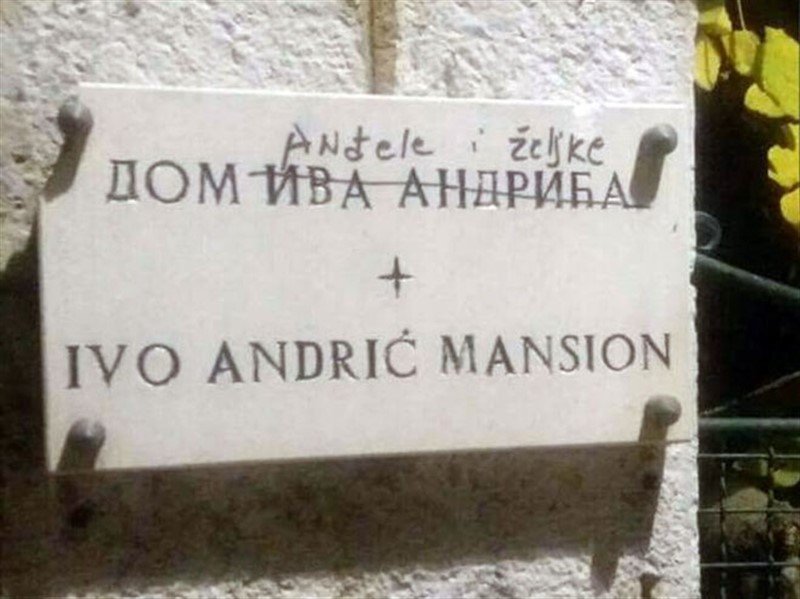 Anđele i željke
ДОМ ИВА АНДРИЋА
IVO ANDRIĆ MANSION